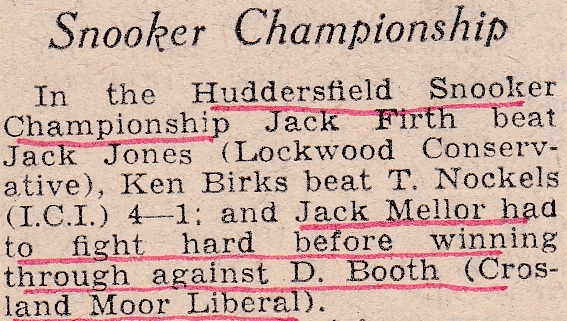 Snooker Championship
In the Huddersfield Snooker
Championship Jack Firth beat
Jack Jones (Lockwood Conserv-
ative), Ken Birks beat T. Nockels
(I.C.I.) 4—1; and Jack Mellor had
to fight hard before winning
through against D. Booth (Cros-
land Moor Liberal).